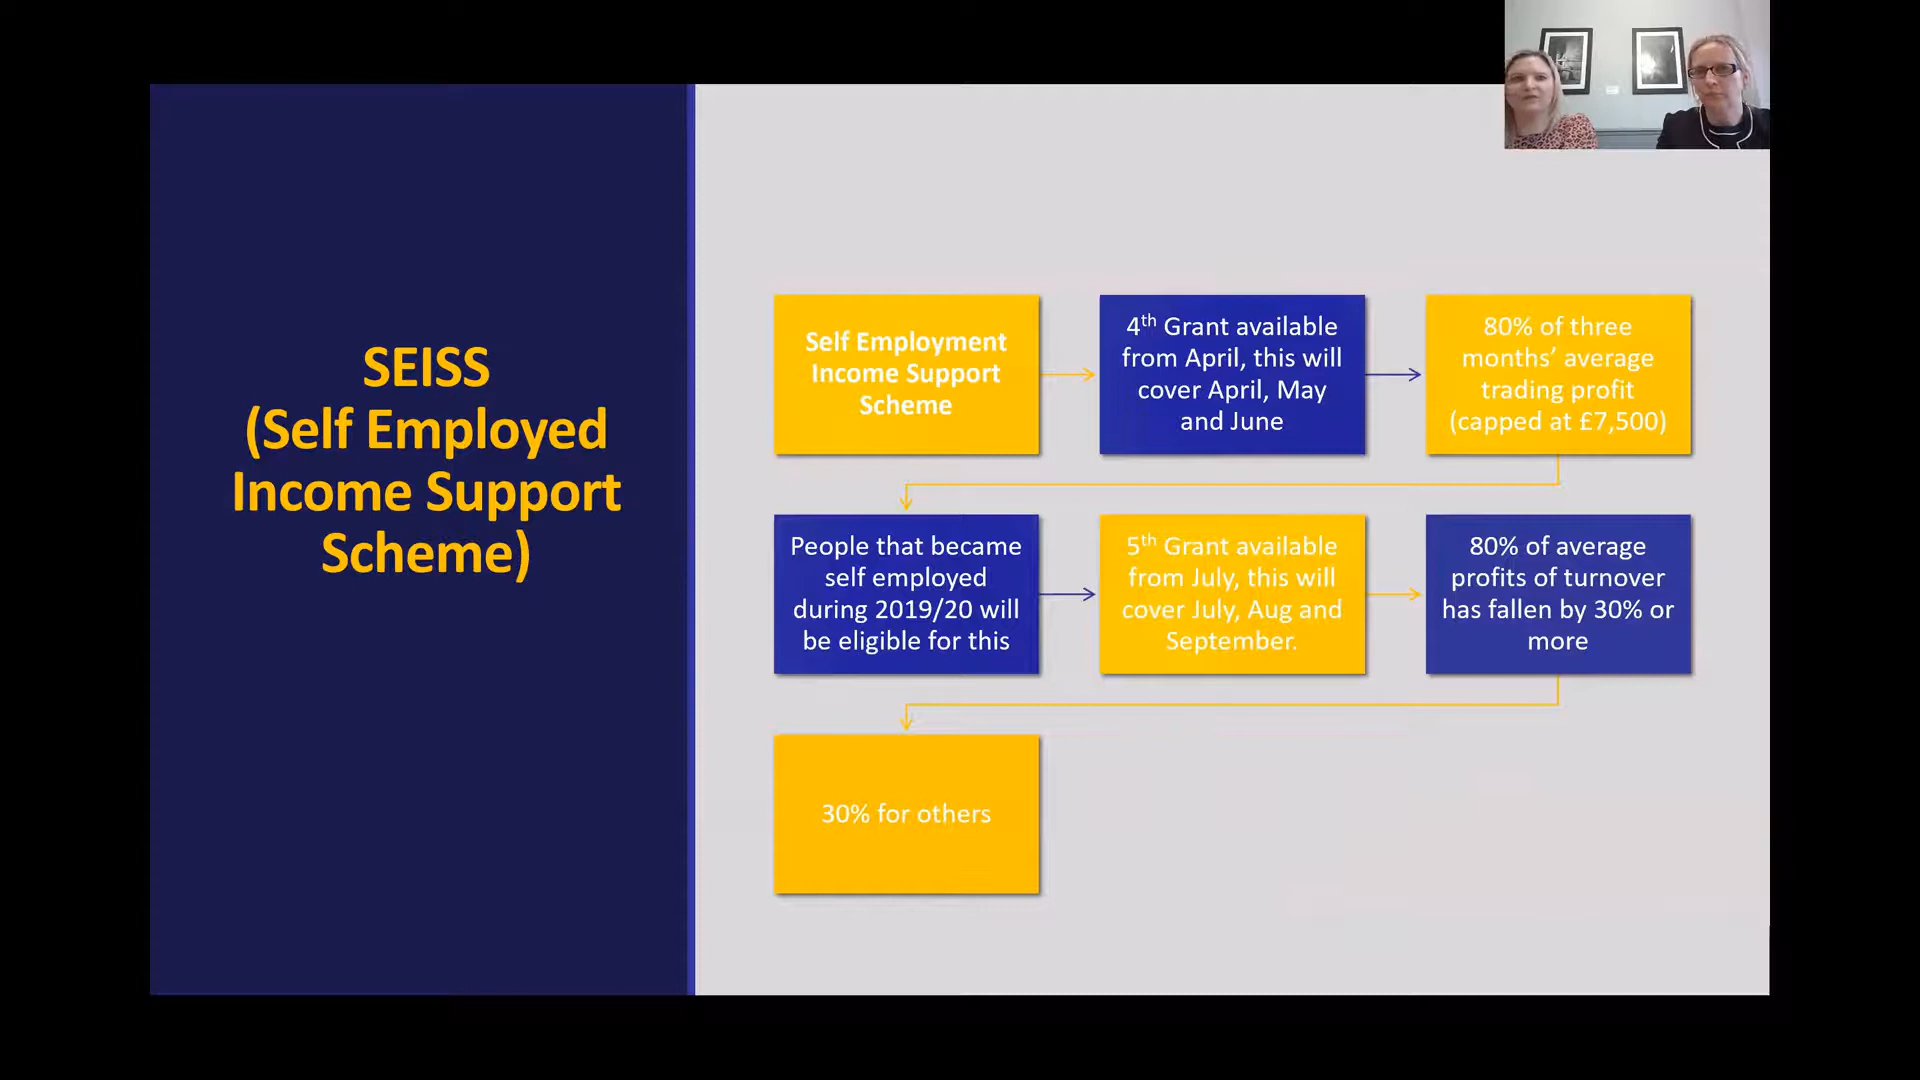 SEISS
(Self Employed
Income Support
Scheme)
Self Employment
Income Support
Scheme
4th Grant available
from April, this will
cover April, May
and June
80% of three
months’ average
trading profit
(capped at £7,500)
People that became
self employed
during 2019/20 will
be eligible for this
5th Grant available
from July, this will
cover July, Aug and
September.
80% of average
profits of turnover
has fallen by 30% or
more
30% for others